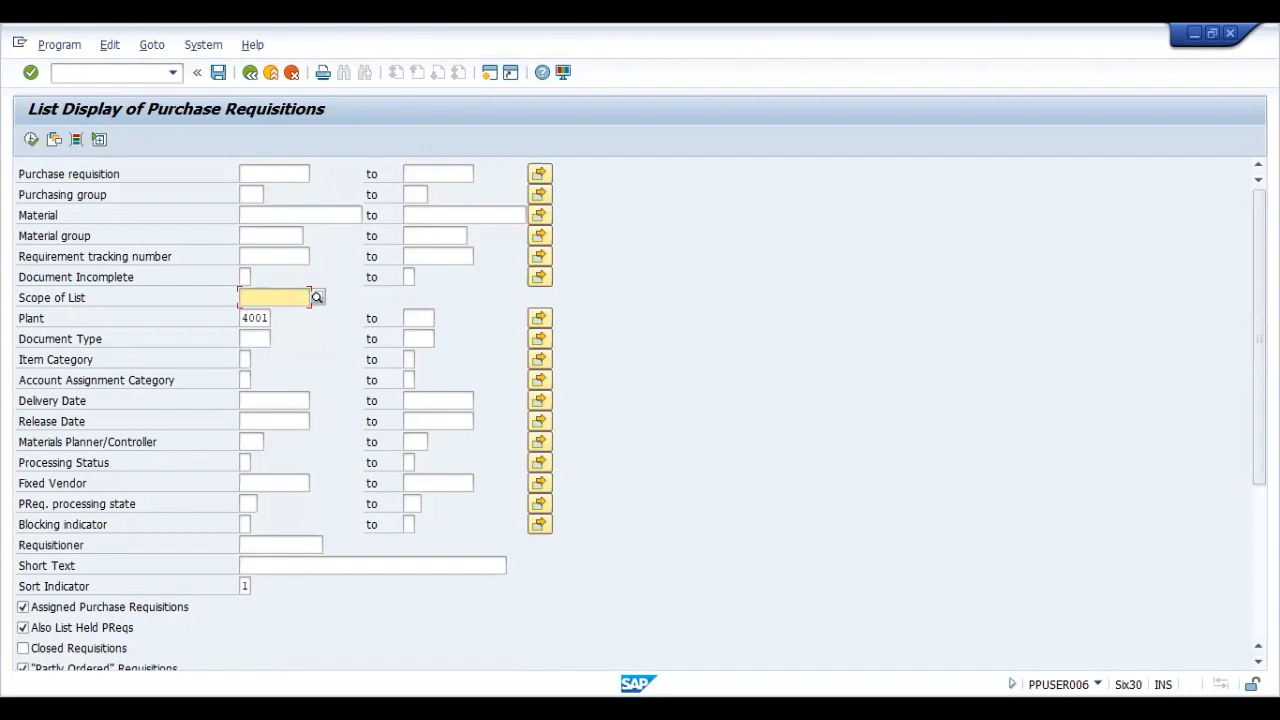 Program Edit Goto System Help
List Display of Purchase Requisitions
Purchase requisition to
Purchasing group to
Material to
Material group to
Requirement tracking number to
Document Incomplete to
Scope of List
Plant 4001 to
Document Type to
Item Category to
Account Assignment Category to
Delivery Date to
Release Date to
Materials Planner/Controller to
Processing Status to
Fixed Vendor to
PReq. processing state to
Blocking indicator to
Requisitioner
Short Text
Sort Indicator 1
Assigned Purchase Requisitions
Also List Held PReqs
Closed Requisitions
"Partly Ordered" Requisitions
SAP PPUSER006 Six30 INS